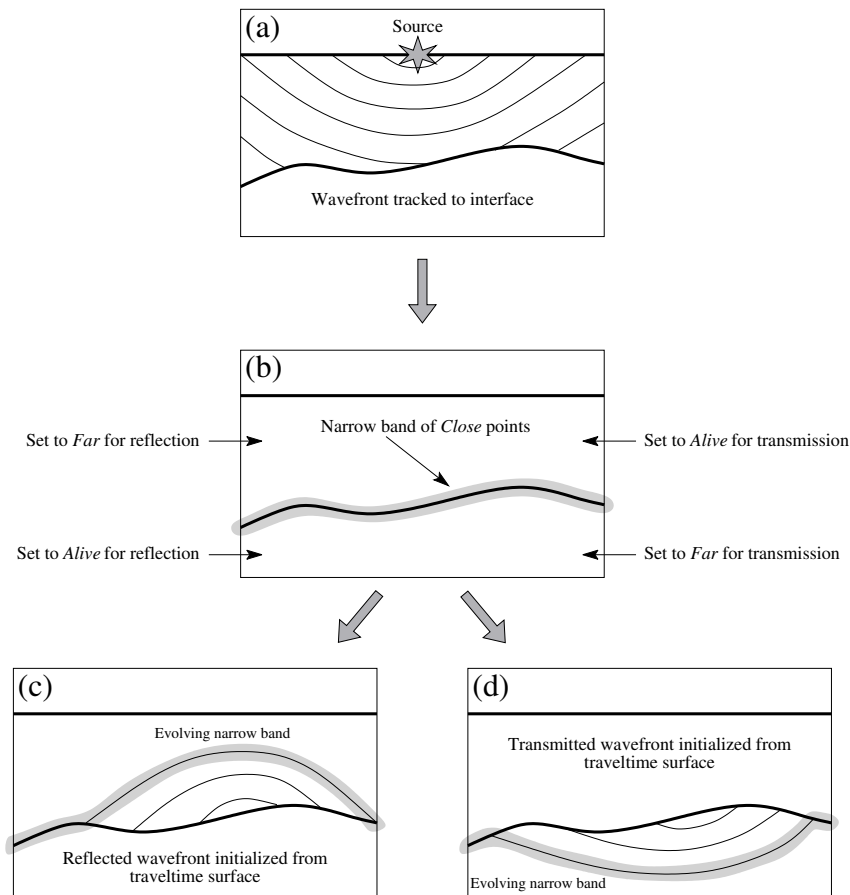 (a)
Source
Wavefront tracked to interface
(b)
Narrow band of Close points
Set to Far for reflection
Set to Alive for transmission
Set to Alive for reflection
Set to Far for transmission
(c)
Evolving narrow band
Reflected wavefront initialized from
traveltime surface
(d)
Transmitted wavefront initialized from
traveltime surface
Evolving narrow band